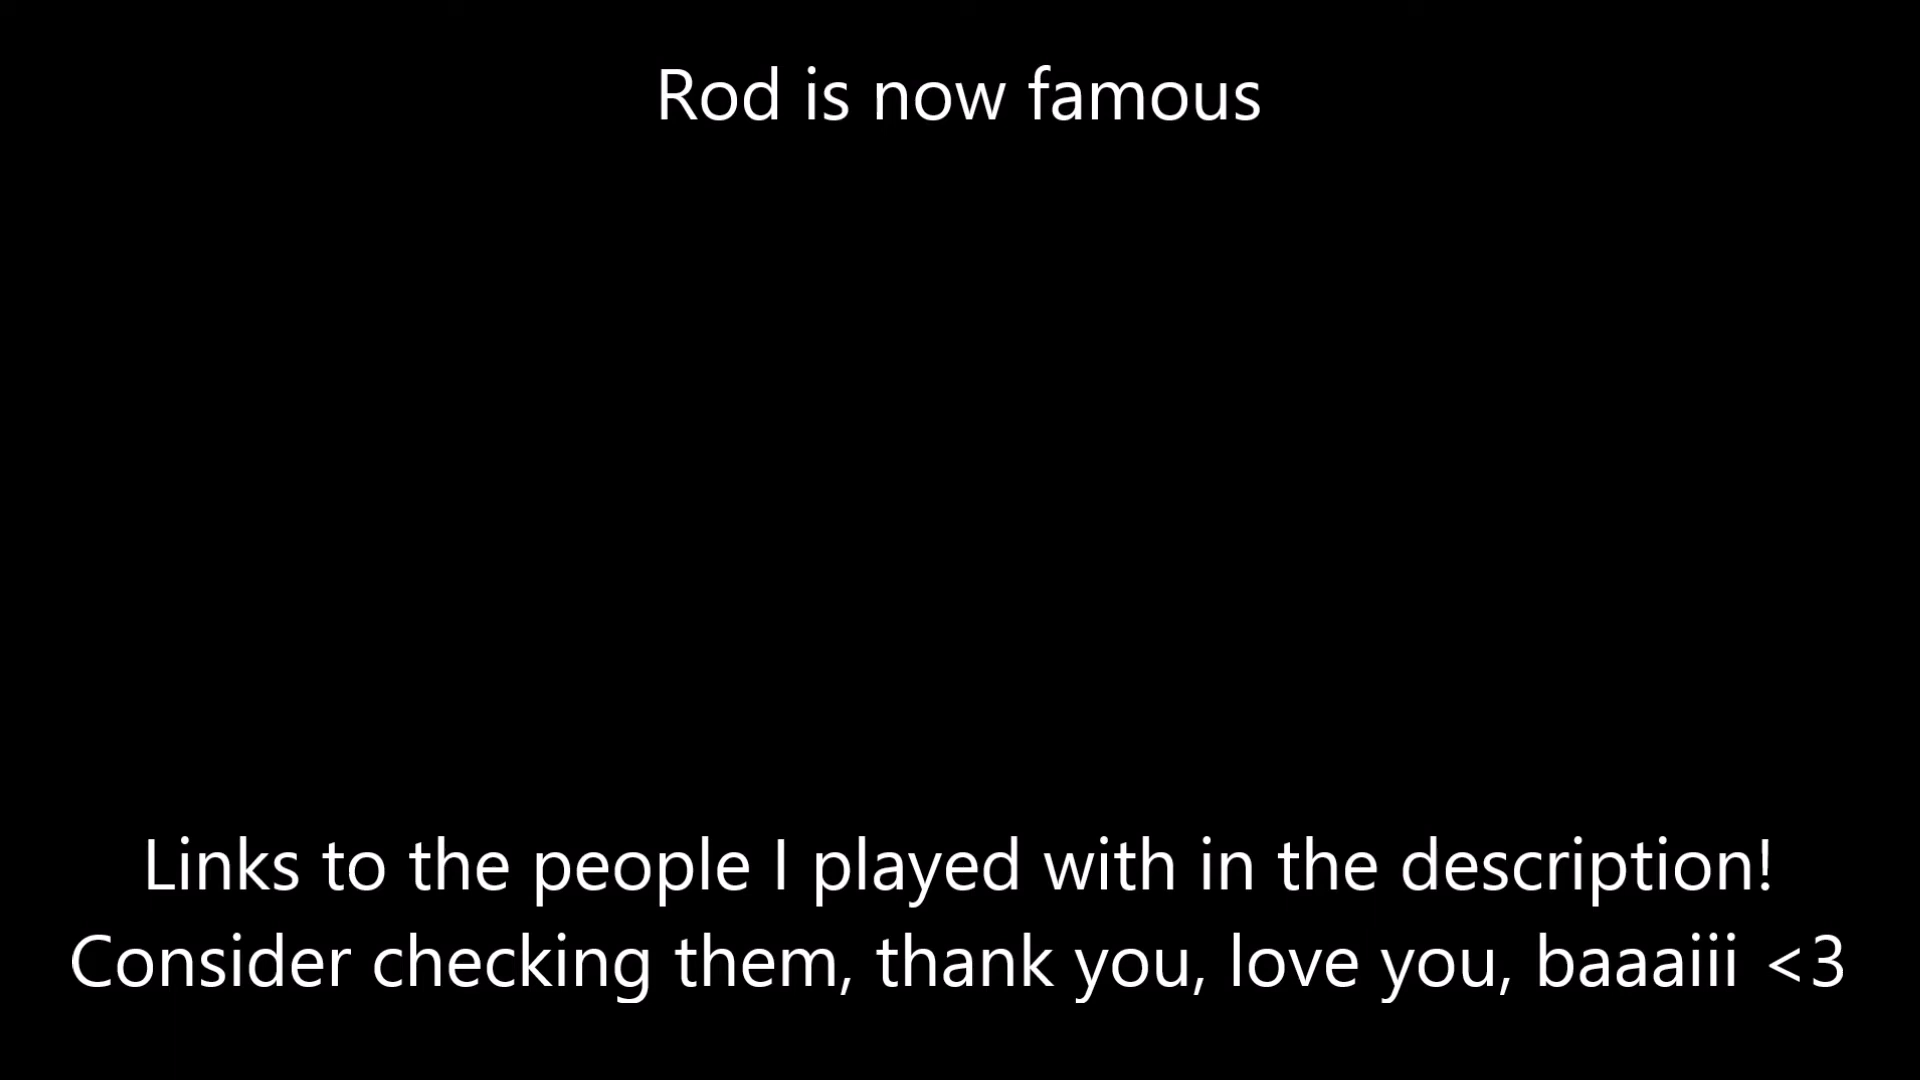 Rod is now famous
Links to the people I played with in the description!
Consider checking them, thank you, love you, baaaiii <3